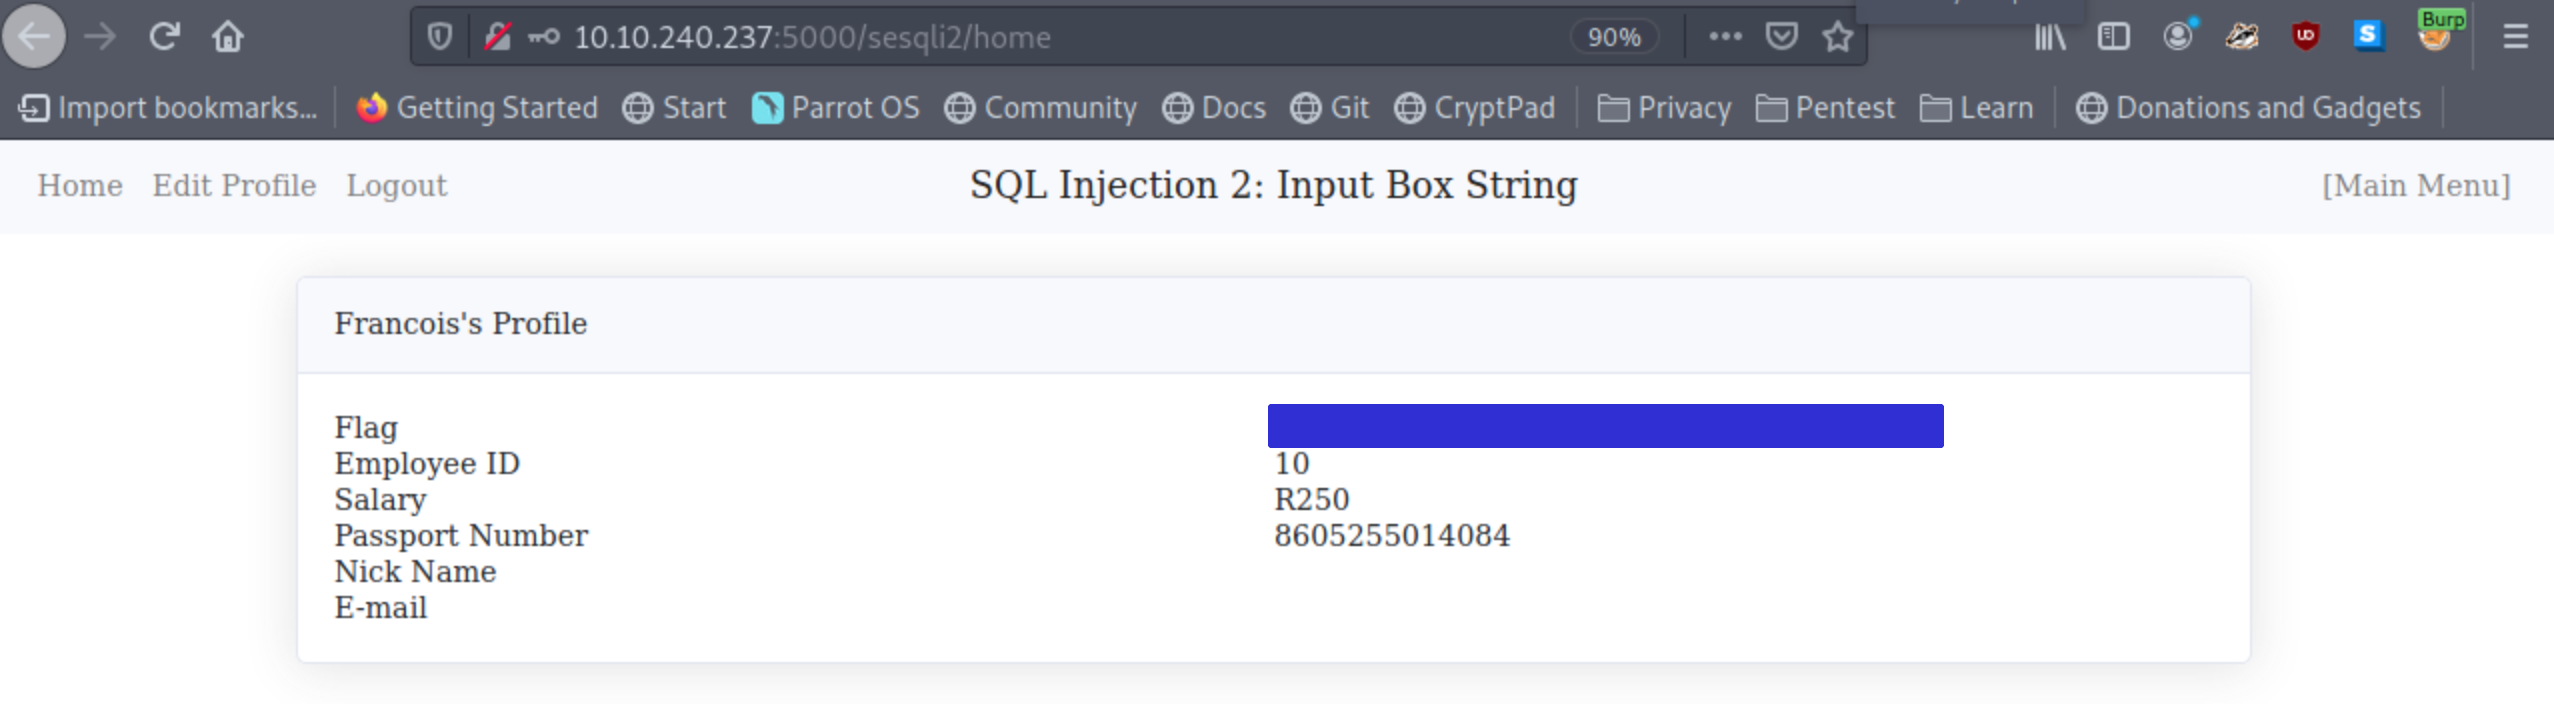 10.10.240.237:5000/sesqli2/home 90% Burp
Import bookmarks... Getting Started Start Parrot OS Community Docs Git CryptPad Privacy Pentest Learn Donations and Gadgets
Home Edit Profile Logout SQL Injection 2: Input Box String [Main Menu]
Francois's Profile
Flag
Employee ID 10
Salary R250
Passport Number 8605255014084
Nick Name
E-mail